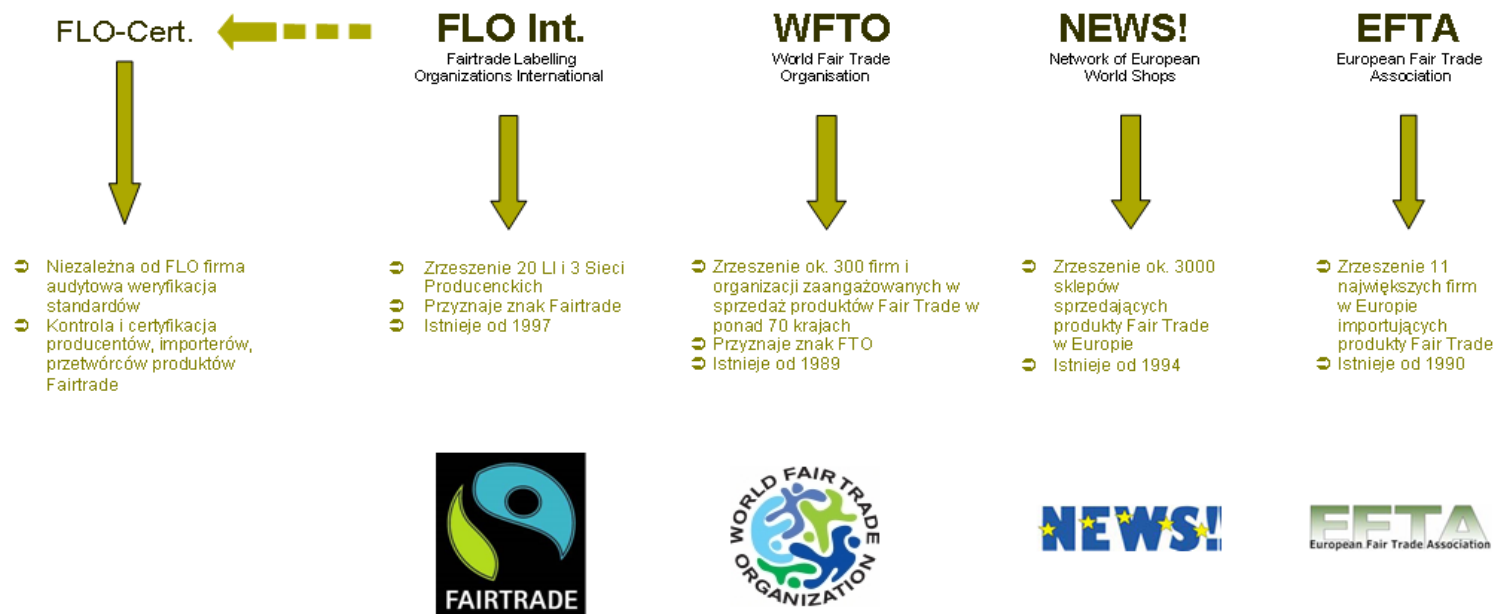 FLO-Cert.
FLO Int.
Fairtrade Labelling
Organizations International
WFTO
World Fair Trade
Organisation
NEWS!
Network of European
World Shops
EFTA
European Fair Trade
Association
Niezależna od FLO firma
audytowa weryfikacja
standardów
Kontrola i certyfikacja
producentów, importerów,
przetwórców produktów
Fairtrade
Zrzeszenie 20 LI i 3 Sieci
Producenckich
Przyznaje znak Fairtrade
Istnieje od 1997
Zrzeszenie ok. 300 firm i
organizacji zaangażowanych w
sprzedaż produktów Fair Trade w
ponad 70 krajach
Przyznaje znak FTO
Istnieje od 1989
Zrzeszenie ok. 3000
sklepów
sprzedających
produkty Fair Trade
w Europie
Istnieje od 1994
Zrzeszenie 11
największych firm
w Europie
importujących
produkty Fair Trade
Istnieje od 1990
FAIRTRADE
WORLD FAIR TRADE
ORGANIZATION
NEWS!
EFTA
European Fair Trade Association